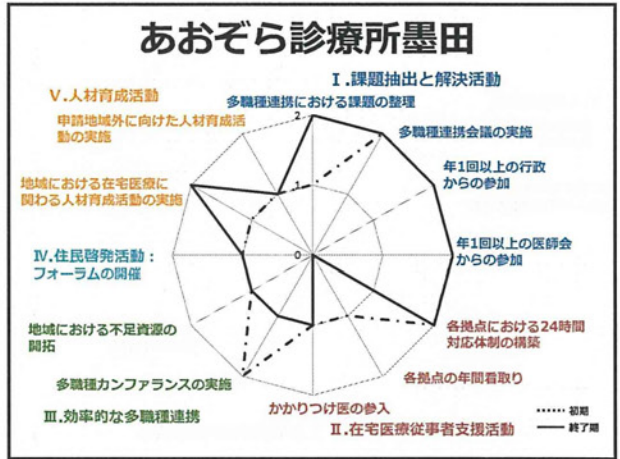 あおぞら診療所墨田
Ⅰ.課題抽出と解決活動
多職種連携における課題の整理
多職種連携会議の実施
年1回以上の行政
からの参加
年1回以上の医師会
からの参加
各拠点における24時間
対応体制の構築
各拠点の年間看取り
かかりつけ医の参入
Ⅱ.在宅医療従事者支援活動
Ⅲ.効率的な多職種連携
多職種カンファランスの実施
地域における不足資源の
開拓
Ⅳ.住民啓発活動：
フォーラムの開催
地域における在宅医療に
関わる人材育成活動の実施
申請地域外に向けた人材育成活
動の実施
Ⅴ.人材育成活動
2
1
0
初期
終了期